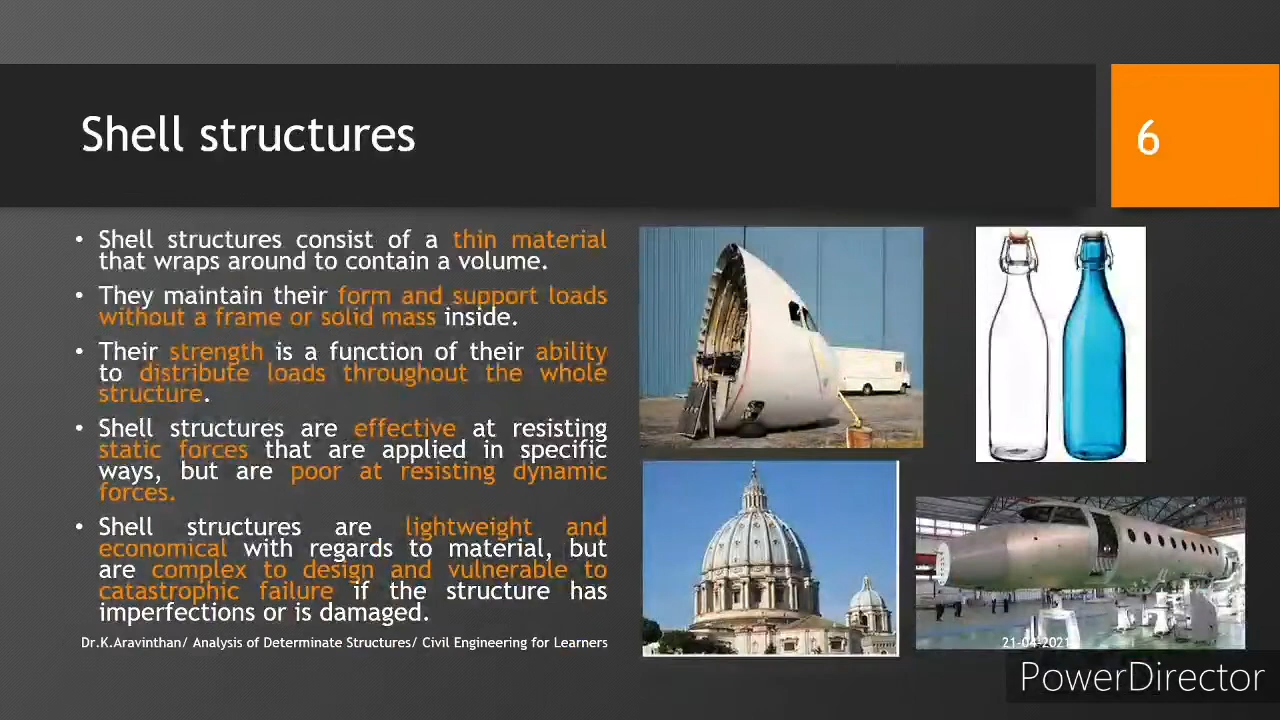 Shell structures
6
• Shell structures consist of a thin material
that wraps around to contain a volume.
• They maintain their form and support loads
without a frame or solid mass inside.
• Their strength is a function of their ability
to distribute loads throughout the whole
structure.
• Shell structures are effective at resisting
static forces that are applied in specific
ways, but are poor at resisting dynamic
forces.
• Shell structures are lightweight and
economical with regards to material, but
are complex to design and vulnerable to
catastrophic failure if the structure has
imperfections or is damaged.
Dr.K.Aravinthan/ Analysis of Determinate Structures/ Civil Engineering for Learners
21-04-2021
PowerDirector